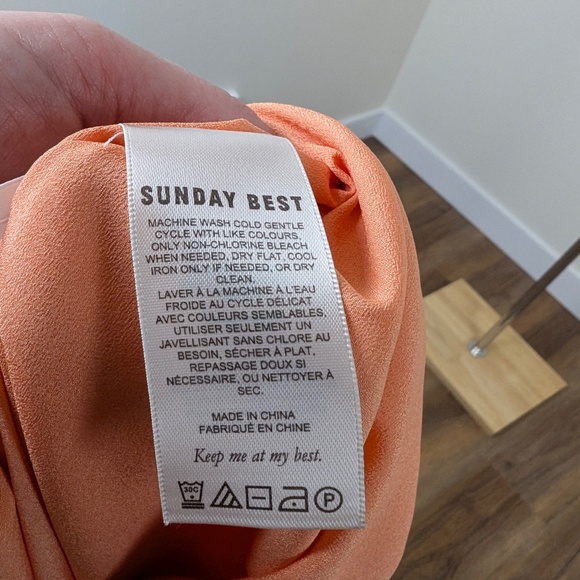 SUNDAY BEST
MACHINE WASH COLD GENTLE
CYCLE WITH LIKE COLOURS,
ONLY NON-CHLORINE BLEACH
WHEN NEEDED, DRY FLAT, COOL
IRON ONLY IF NEEDED, OR DRY
CLEAN.
LAVER À LA MACHINE À L'EAU
FROIDE AU CYCLE DÉLICAT
AVEC COULEURS SEMBLABLES,
UTILISER SEULEMENT UN
JAVELLISANT SANS CHLORE AU
BESOIN, SÉCHER À PLAT,
REPASSAGE DOUX SI
NÉCESSAIRE, OU NETTOYER À
SEC.
MADE IN CHINA
FABRIQUÉ EN CHINE
Keep me at my best.
30C P